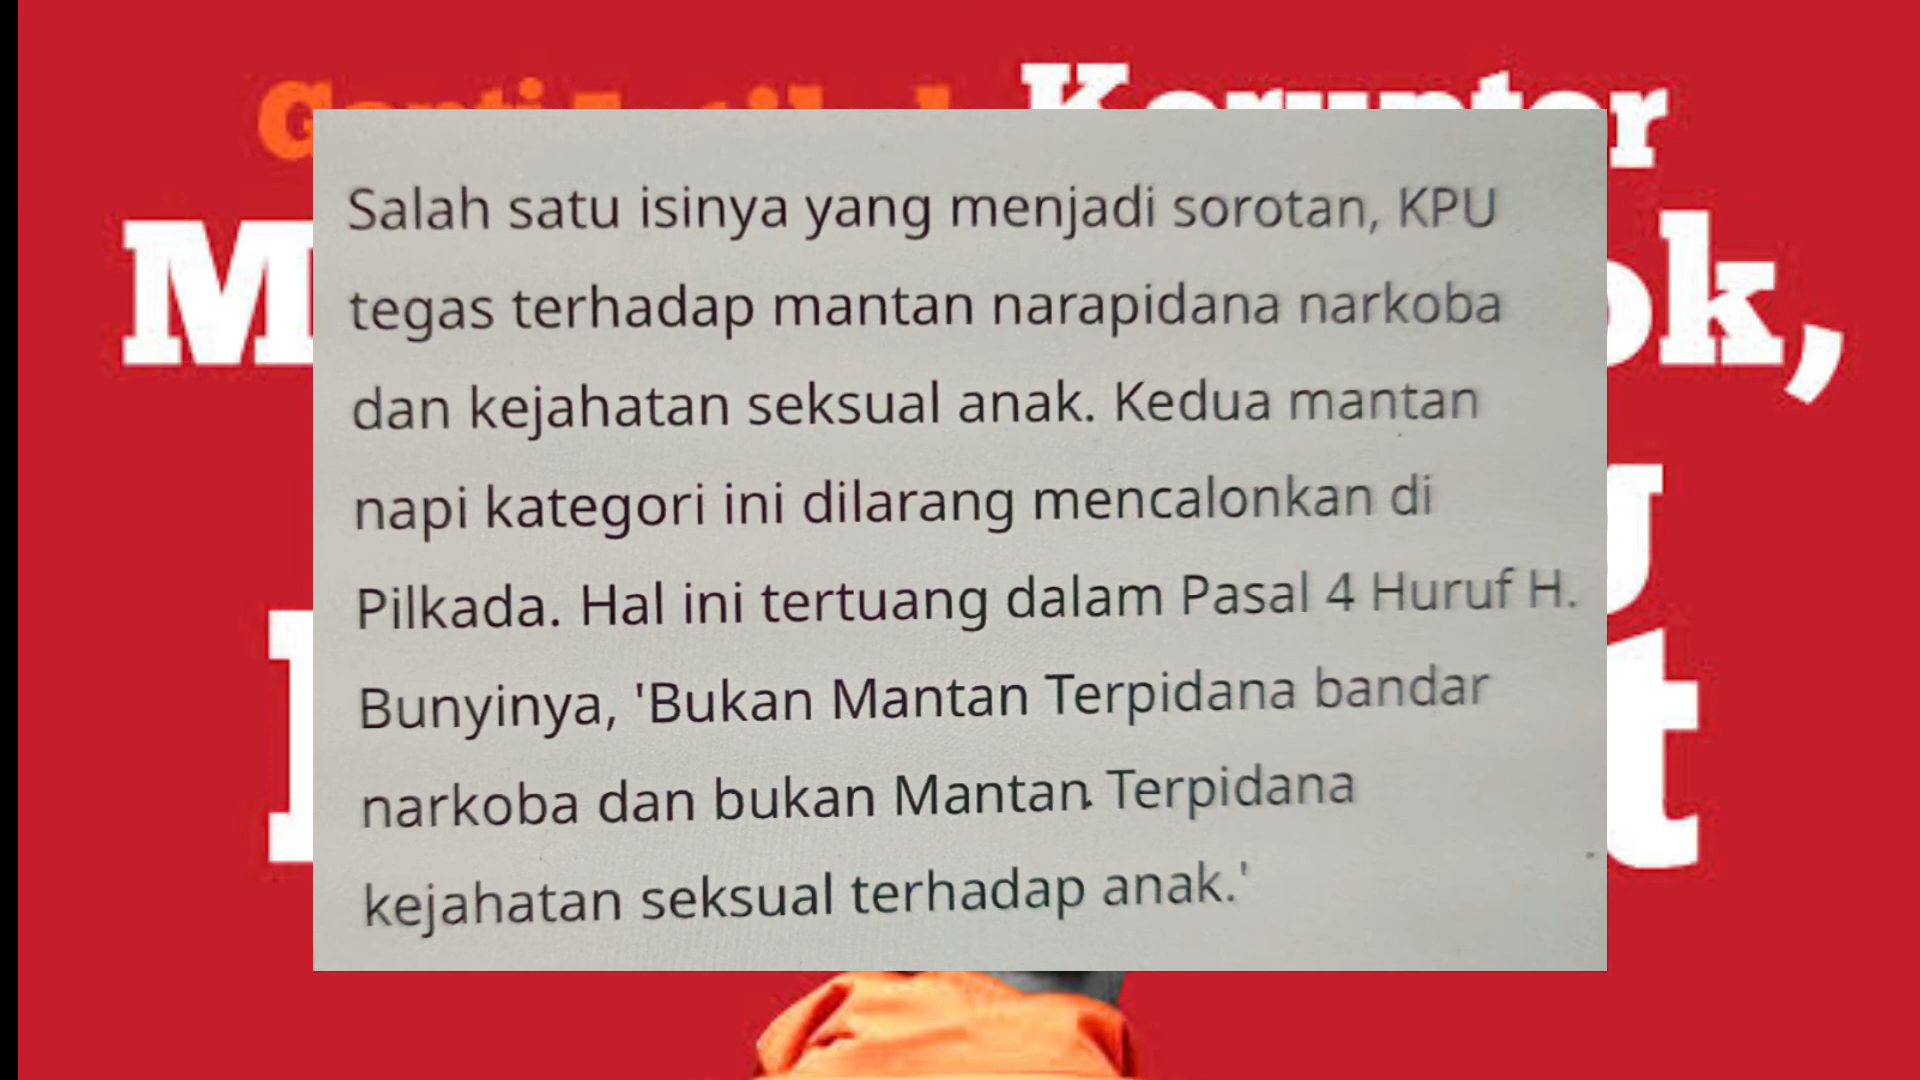 Koruptor
Salah satu isinya yang menjadi sorotan, KPU
tegas terhadap mantan narapidana narkoba
dan kejahatan seksual anak. Kedua mantan
napi kategori ini dilarang mencalonkan di
Pilkada. Hal ini tertuang dalam Pasal 4 Huruf H.
Bunyinya, 'Bukan Mantan Terpidana bandar
narkoba dan bukan Mantan Terpidana
kejahatan seksual terhadap anak.'